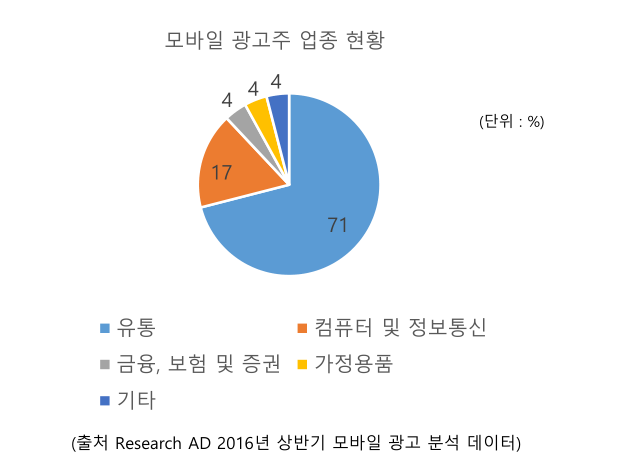 모바일 광고주 업종 현황
(단위 : %)
4
4
4
17
71
유통
컴퓨터 및 정보통신
금융, 보험 및 증권
가정용품
기타
(출처 Research AD 2016년 상반기 모바일 광고 분석 데이터)